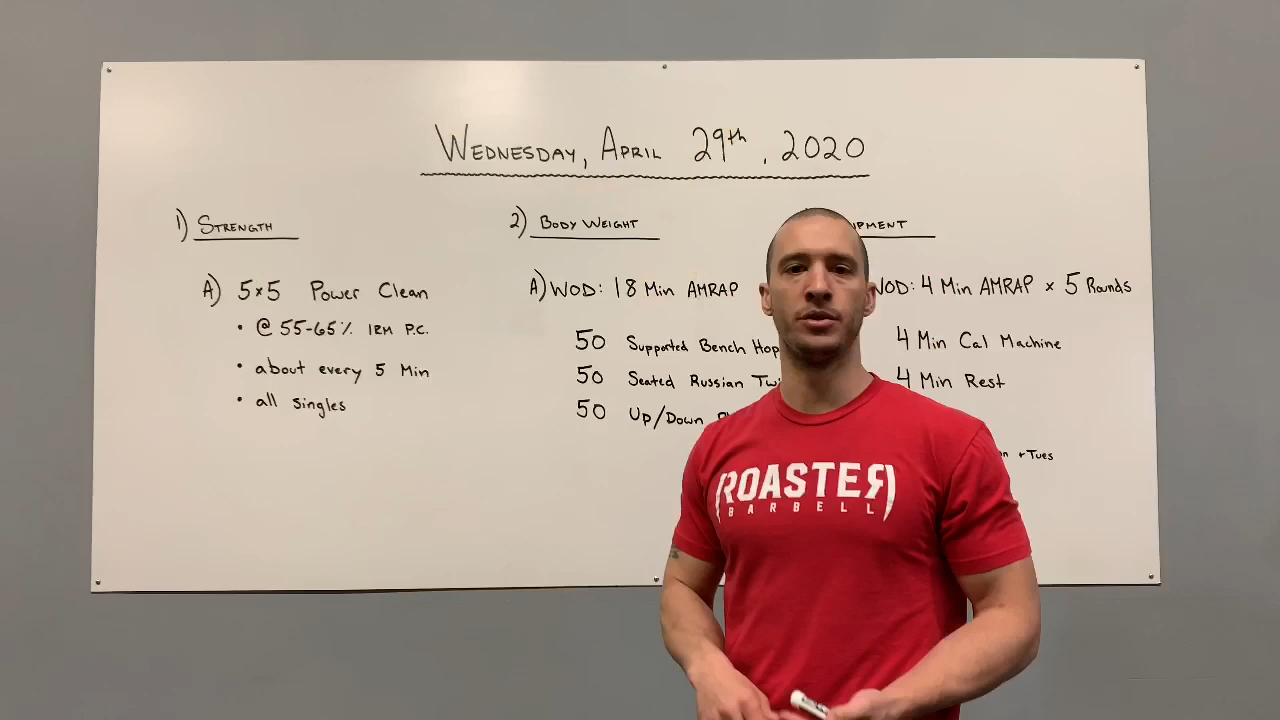 Wednesday, April 29th, 2020
1) Strength
A) 5x5 Power Clean
• @ 55-65% 1RM P.C.
• about every 5 Min
• all singles
2) Body Weight
A) WOD: 18 Min AMRAP
50 Supported Bench Hop
50 Seated Russian
50 Up/Down
WOD: 4 Min AMRAP x 5 Rounds
4 Min Cal Machine
4 Min Rest
+ Tues
ROASTER
BARBELL